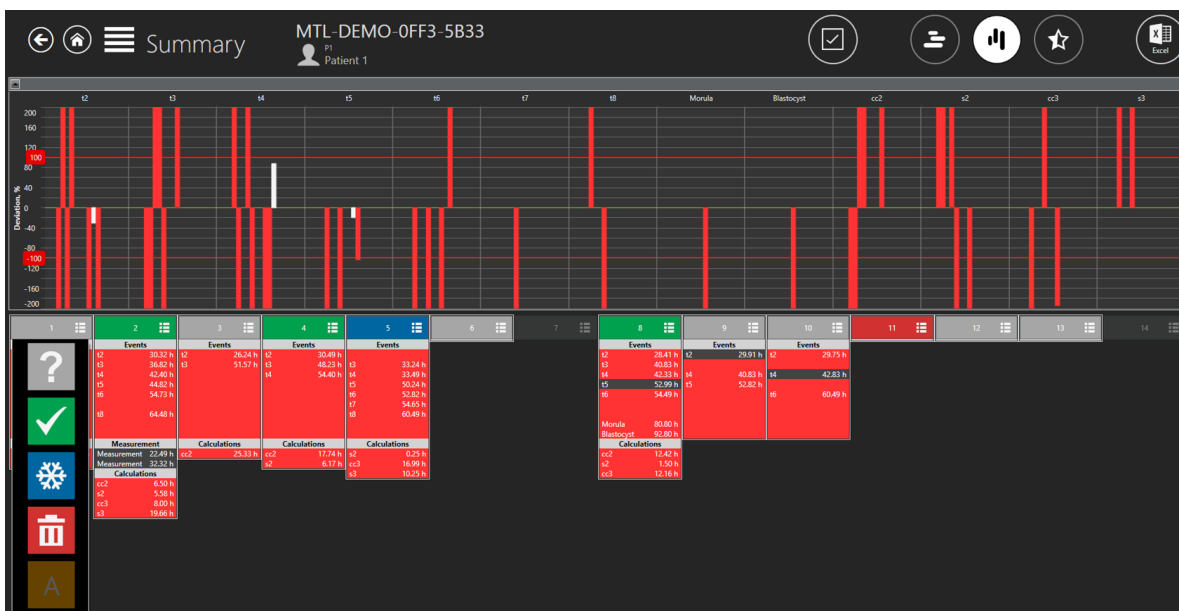 Summary
MTL-DEMO-0FF3-5B33
P1
Patient 1
Excel
t2 t3 t4 t5 t6 t7 t8 Morula Blastocyst cc2 s2 cc3 s3
Deviation, %
200
160
120
100
80
40
0
-40
-80
-100
-120
-160
-200
1 2 3 4 5 6 7 8 9 10 11 12 13 14
Events
t2 30.32 h
t3 36.82 h
t4 42.40 h
t5 44.82 h
t6 54.73 h
t8 64.48 h
Measurement
Measurement 22.49 h
Measurement 32.32 h
Calculations
cc2 6.50 h
s2 5.58 h
cc3 8.00 h
s3 19.66 h
Events
t2 26.24 h
t3 51.57 h
Calculations
cc2 25.33 h
Events
t2 30.49 h
t3 48.23 h
t4 54.40 h
Calculations
cc2 17.74 h
s2 6.17 h
Events
t3 33.24 h
t4 33.49 h
t5 50.24 h
t6 52.82 h
t7 54.65 h
t8 60.49 h
Calculations
s2 0.25 h
cc3 16.99 h
s3 10.25 h
Events
t2 28.41 h
t3 40.83 h
t4 42.33 h
t5 52.99 h
t6 54.49 h
Morula 80.80 h
Blastocyst 92.80 h
Calculations
cc2 12.42 h
s2 1.50 h
cc3 12.16 h
Events
t2 29.91 h
t4 40.83 h
t5 52.82 h
Events
t2 29.75 h
t4 42.83 h
t6 60.49 h
?
A